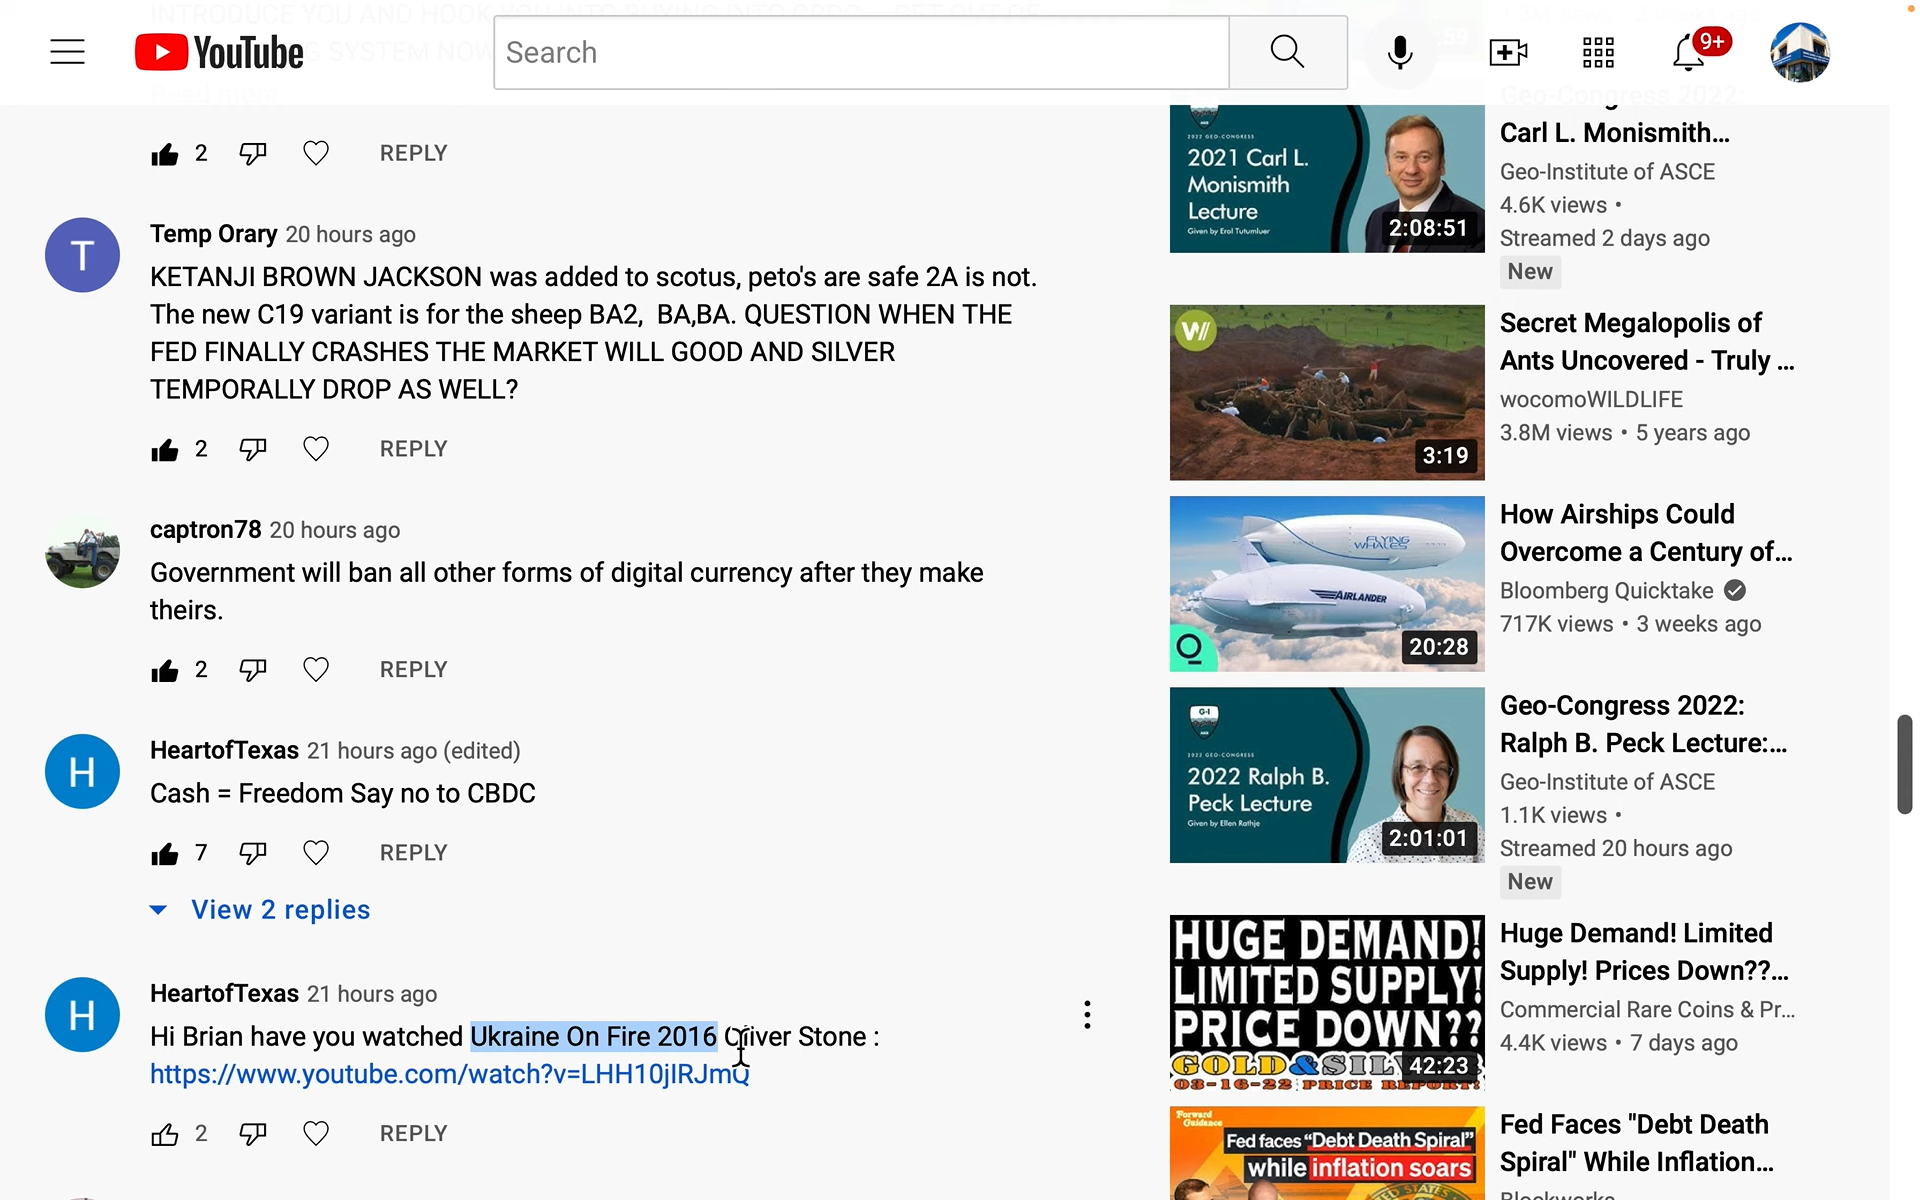 YouTube
Search
9+
2
REPLY
Temp Orary 20 hours ago
KETANJI BROWN JACKSON was added to scotus, peto's are safe 2A is not.
The new C19 variant is for the sheep BA2, BA,BA. QUESTION WHEN THE
FED FINALLY CRASHES THE MARKET WILL GOOD AND SILVER
TEMPORALLY DROP AS WELL?
2
REPLY
captron78 20 hours ago
Government will ban all other forms of digital currency after they make
theirs.
2
REPLY
HeartofTexas 21 hours ago (edited)
Cash = Freedom Say no to CBDC
7
REPLY
View 2 replies
HeartofTexas 21 hours ago
Hi Brian have you watched Ukraine On Fire 2016 Oliver Stone :
https://www.youtube.com/watch?v=LHH10jIRJmQ
2
REPLY
2022 GEO-CONGRESS
2021 Carl L.
Monismith
Lecture
Given by Erol Tutumluer
2:08:51
Carl L. Monismith...
Geo-Institute of ASCE
4.6K views •
Streamed 2 days ago
New
3:19
Secret Megalopolis of
Ants Uncovered - Truly ...
wocomoWILDLIFE
3.8M views • 5 years ago
FLYING
WHALES
AIRLANDER
20:28
How Airships Could
Overcome a Century of...
Bloomberg Quicktake
717K views • 3 weeks ago
G-I
2022 GEO-CONGRESS
2022 Ralph B.
Peck Lecture
Given by Ellen Rathje
2:01:01
Geo-Congress 2022:
Ralph B. Peck Lecture:...
Geo-Institute of ASCE
1.1K views •
Streamed 20 hours ago
New
HUGE DEMAND!
LIMITED SUPPLY!
PRICE DOWN??
GOLD&SIL
03-16-22 PRICE REPORT!
42:23
Huge Demand! Limited
Supply! Prices Down??...
Commercial Rare Coins & Pr...
4.4K views • 7 days ago
Forward
Guidance
Fed faces "Debt Death Spiral"
while inflation soars
Fed Faces "Debt Death
Spiral" While Inflation...
Blockworks